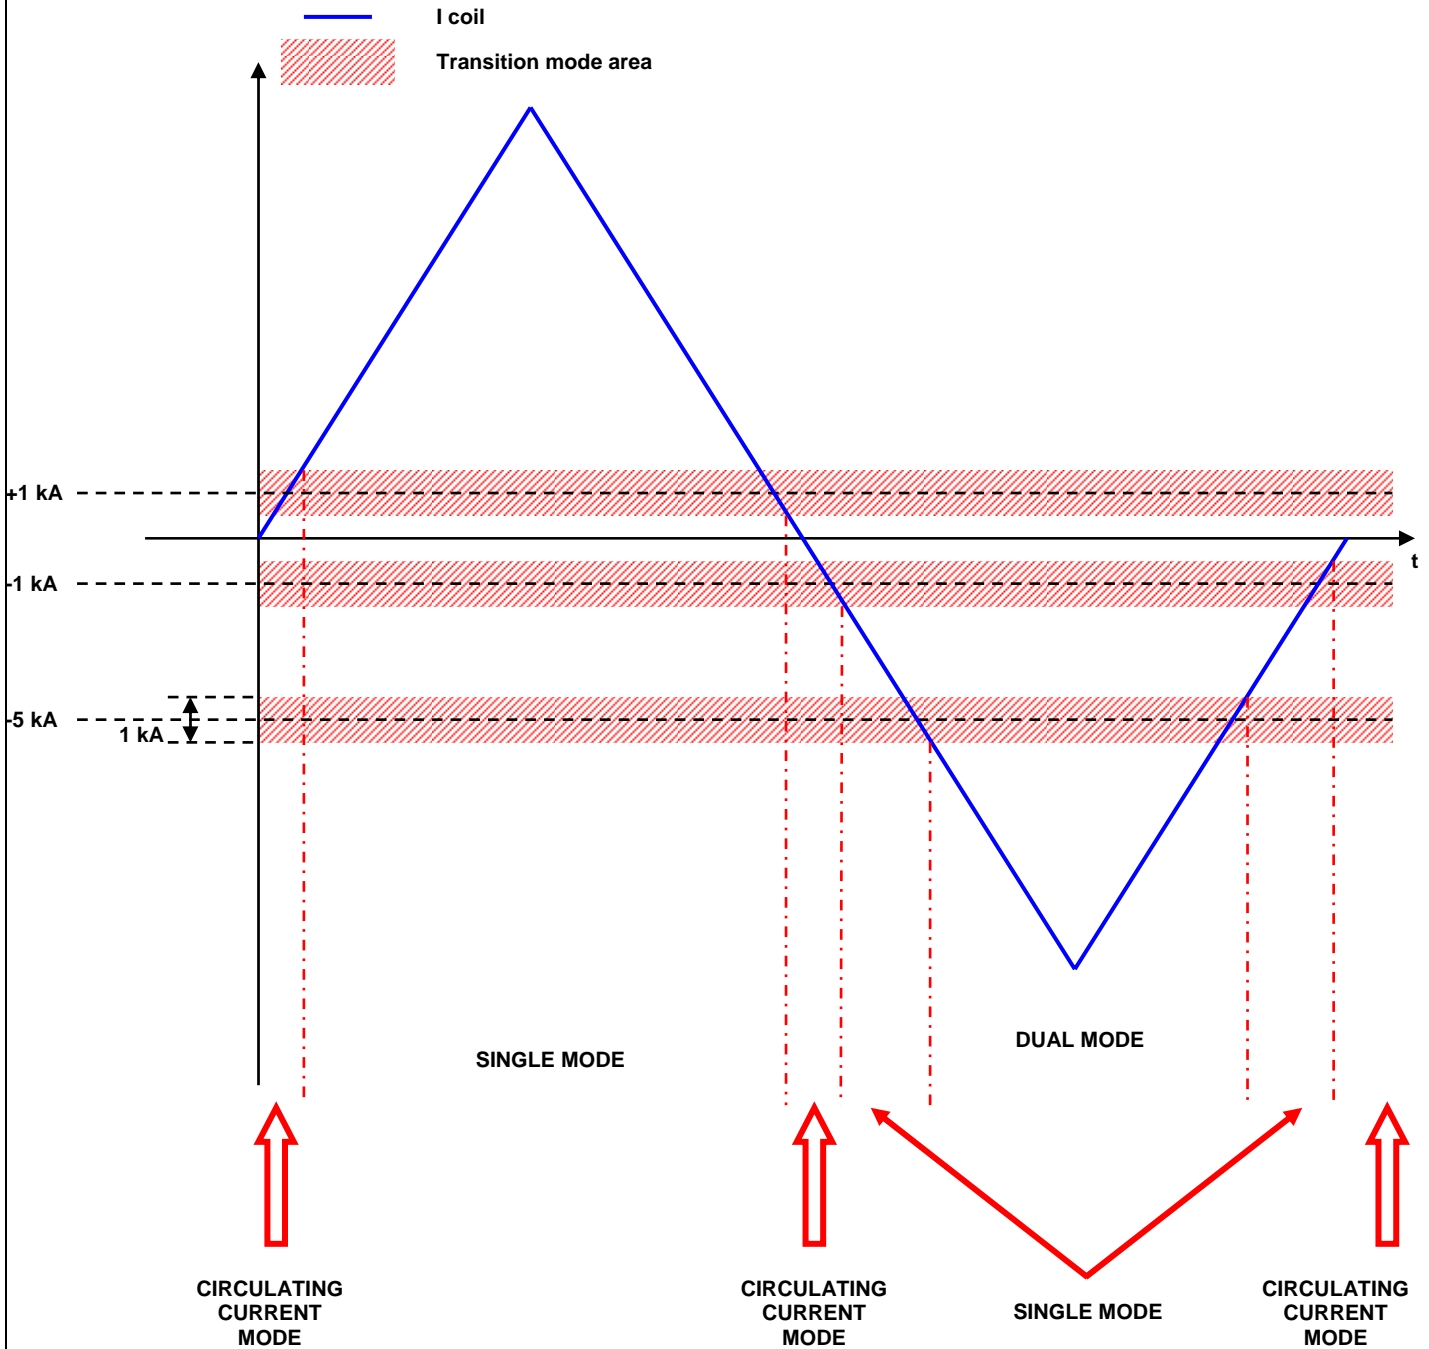 I coil
Transition mode area
+1 kA
t
-1 kA
-5 kA
1 kA
DUAL MODE
SINGLE MODE
CIRCULATING
CURRENT
MODE
CIRCULATING
CURRENT
MODE
SINGLE MODE
CIRCULATING
CURRENT
MODE